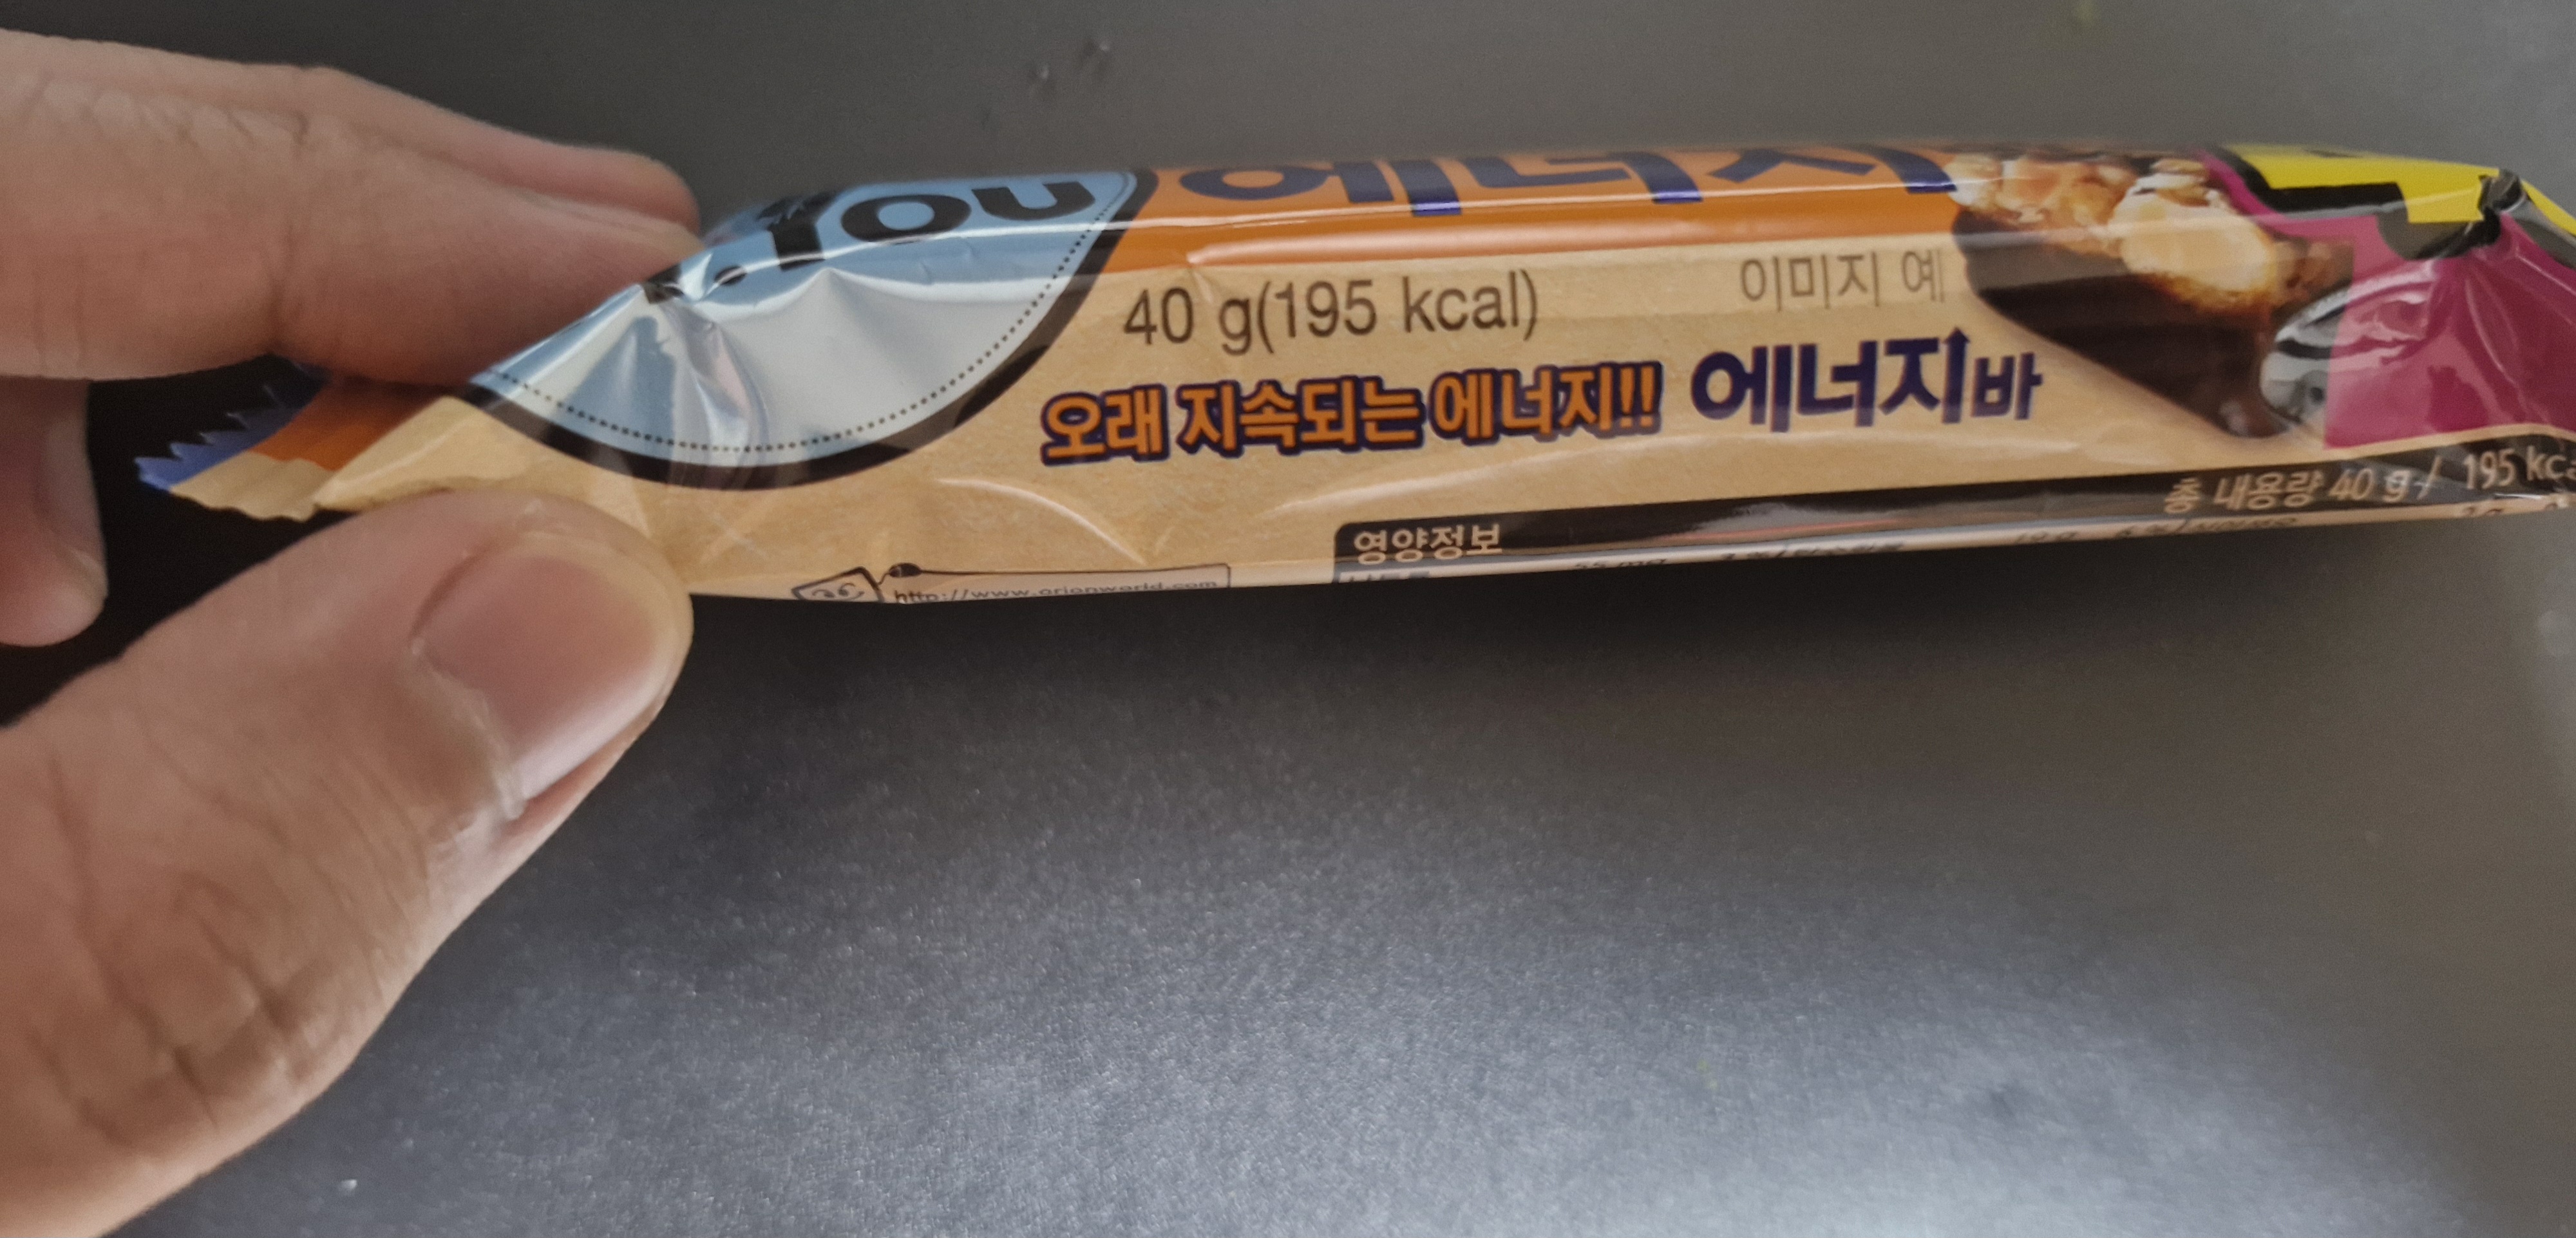 .You
에너지
40 g(195 kcal)
이미지 예
오래 지속되는 에너지!! 에너지바
총 내용량 40 g / 195
영양정보
http://www.orionworld.com